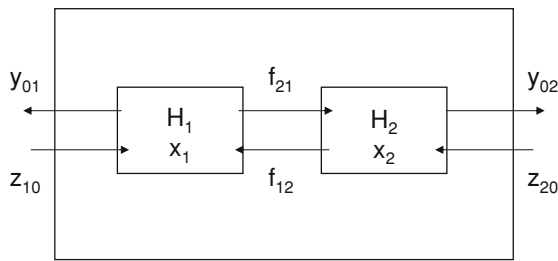 y₀₁ f₂₁ y₀₂
H₁ H₂
x₁ x₂
z₁₀ f₁₂ z₂₀